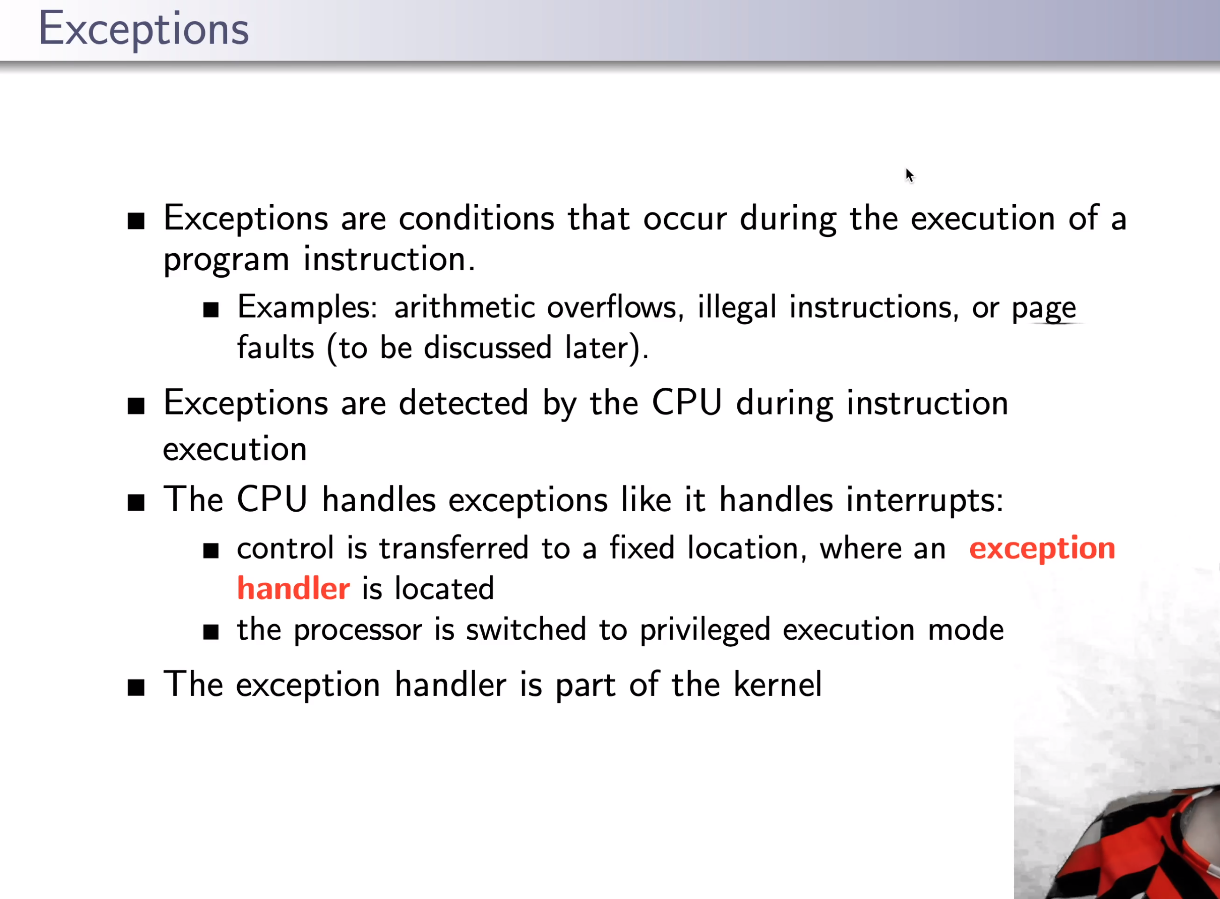 Exceptions
Exceptions are conditions that occur during the execution of a
program instruction.
Examples: arithmetic overflows, illegal instructions, or page
faults (to be discussed later).
Exceptions are detected by the CPU during instruction
execution
The CPU handles exceptions like it handles interrupts:
control is transferred to a fixed location, where an exception
handler is located
the processor is switched to privileged execution mode
The exception handler is part of the kernel